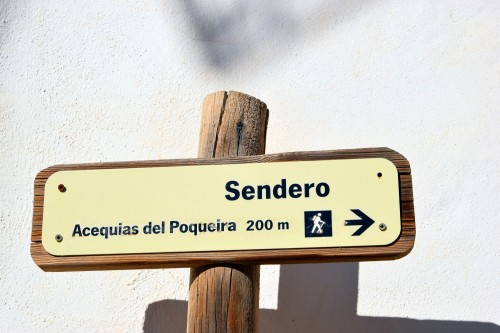 Sendero
Acequias del Poqueira 200 m